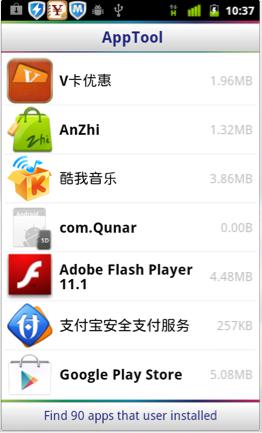 10:37
AppTool
V卡优惠
1.96MB
AnZhi
1.32MB
酷我音乐
3.86MB
com.Qunar
0.00B
Adobe Flash Player
11.1
4.48MB
支付宝安全支付服务
257KB
Google Play Store
5.08MB
Find 90 apps that user installed